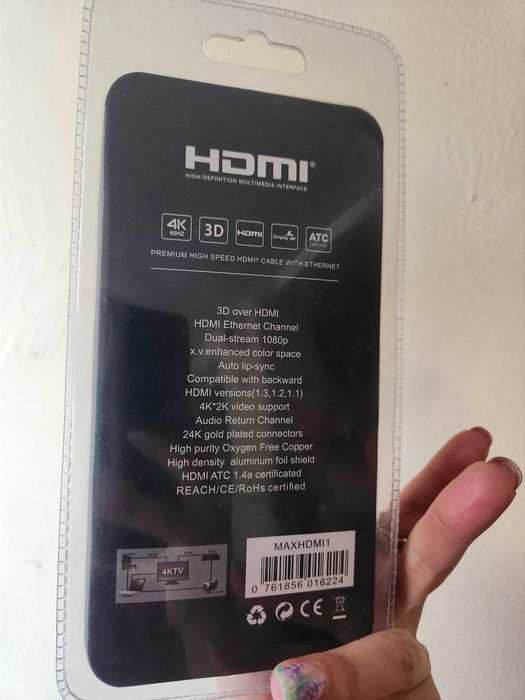 HDMI®
HIGH-DEFINITION MULTIMEDIA INTERFACE
4K 60HZ 3D HDMI Simplay HD ATC CERTIFIED
PREMIUM HIGH SPEED HDMI® CABLE WITH ETHERNET
3D over HDMI
HDMI Ethernet Channel
Dual-stream 1080p
x.v.enhanced color space
Auto lip-sync
Compatible with backward
HDMI versions(1.3,1.2,1.1)
4K*2K video support
Audio Return Channel
24K gold plated connectors
High purity Oxygen Free Copper
High density aluminum foil shield
HDMI ATC 1.4a certificated
REACH/CE/RoHs certified
MAXHDMI1
4KTV
0 761856 016224
CE